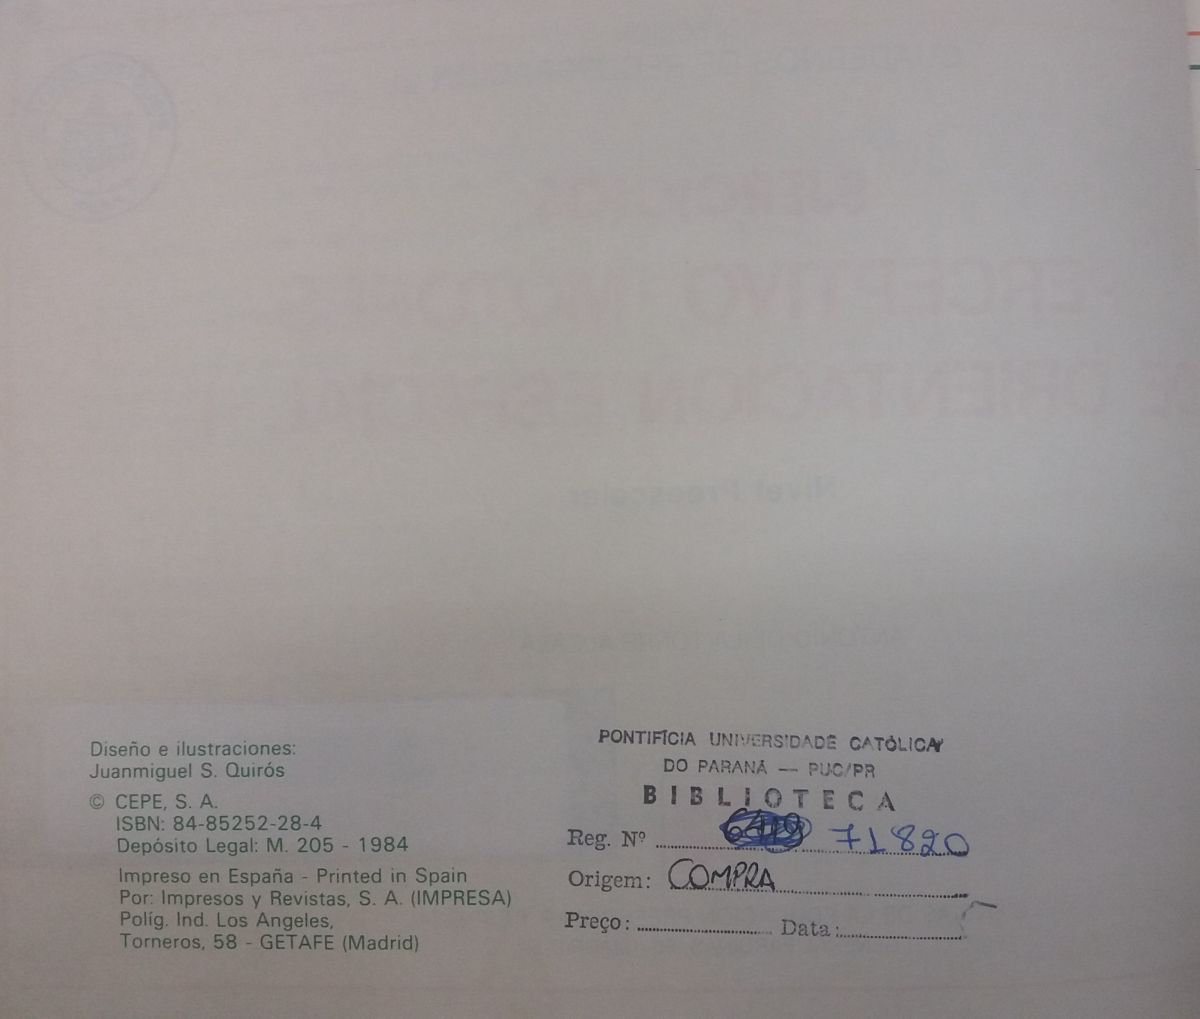 Diseño e ilustraciones:
Juanmiguel S. Quirós
© CEPE, S. A.
ISBN: 84-85252-28-4
Depósito Legal: M. 205 - 1984
Impreso en España - Printed in Spain
Por: Impresos y Revistas, S. A. (IMPRESA)
Políg. Ind. Los Angeles,
Torneros, 58 - GETAFE (Madrid)
PONTIFÍCIA UNIVERSIDADE CATÓLICA
DO PARANÁ — PUC/PR
BIBLIOTECA
Reg. Nº 71820
Origem: COMPRA
Preço: Data: